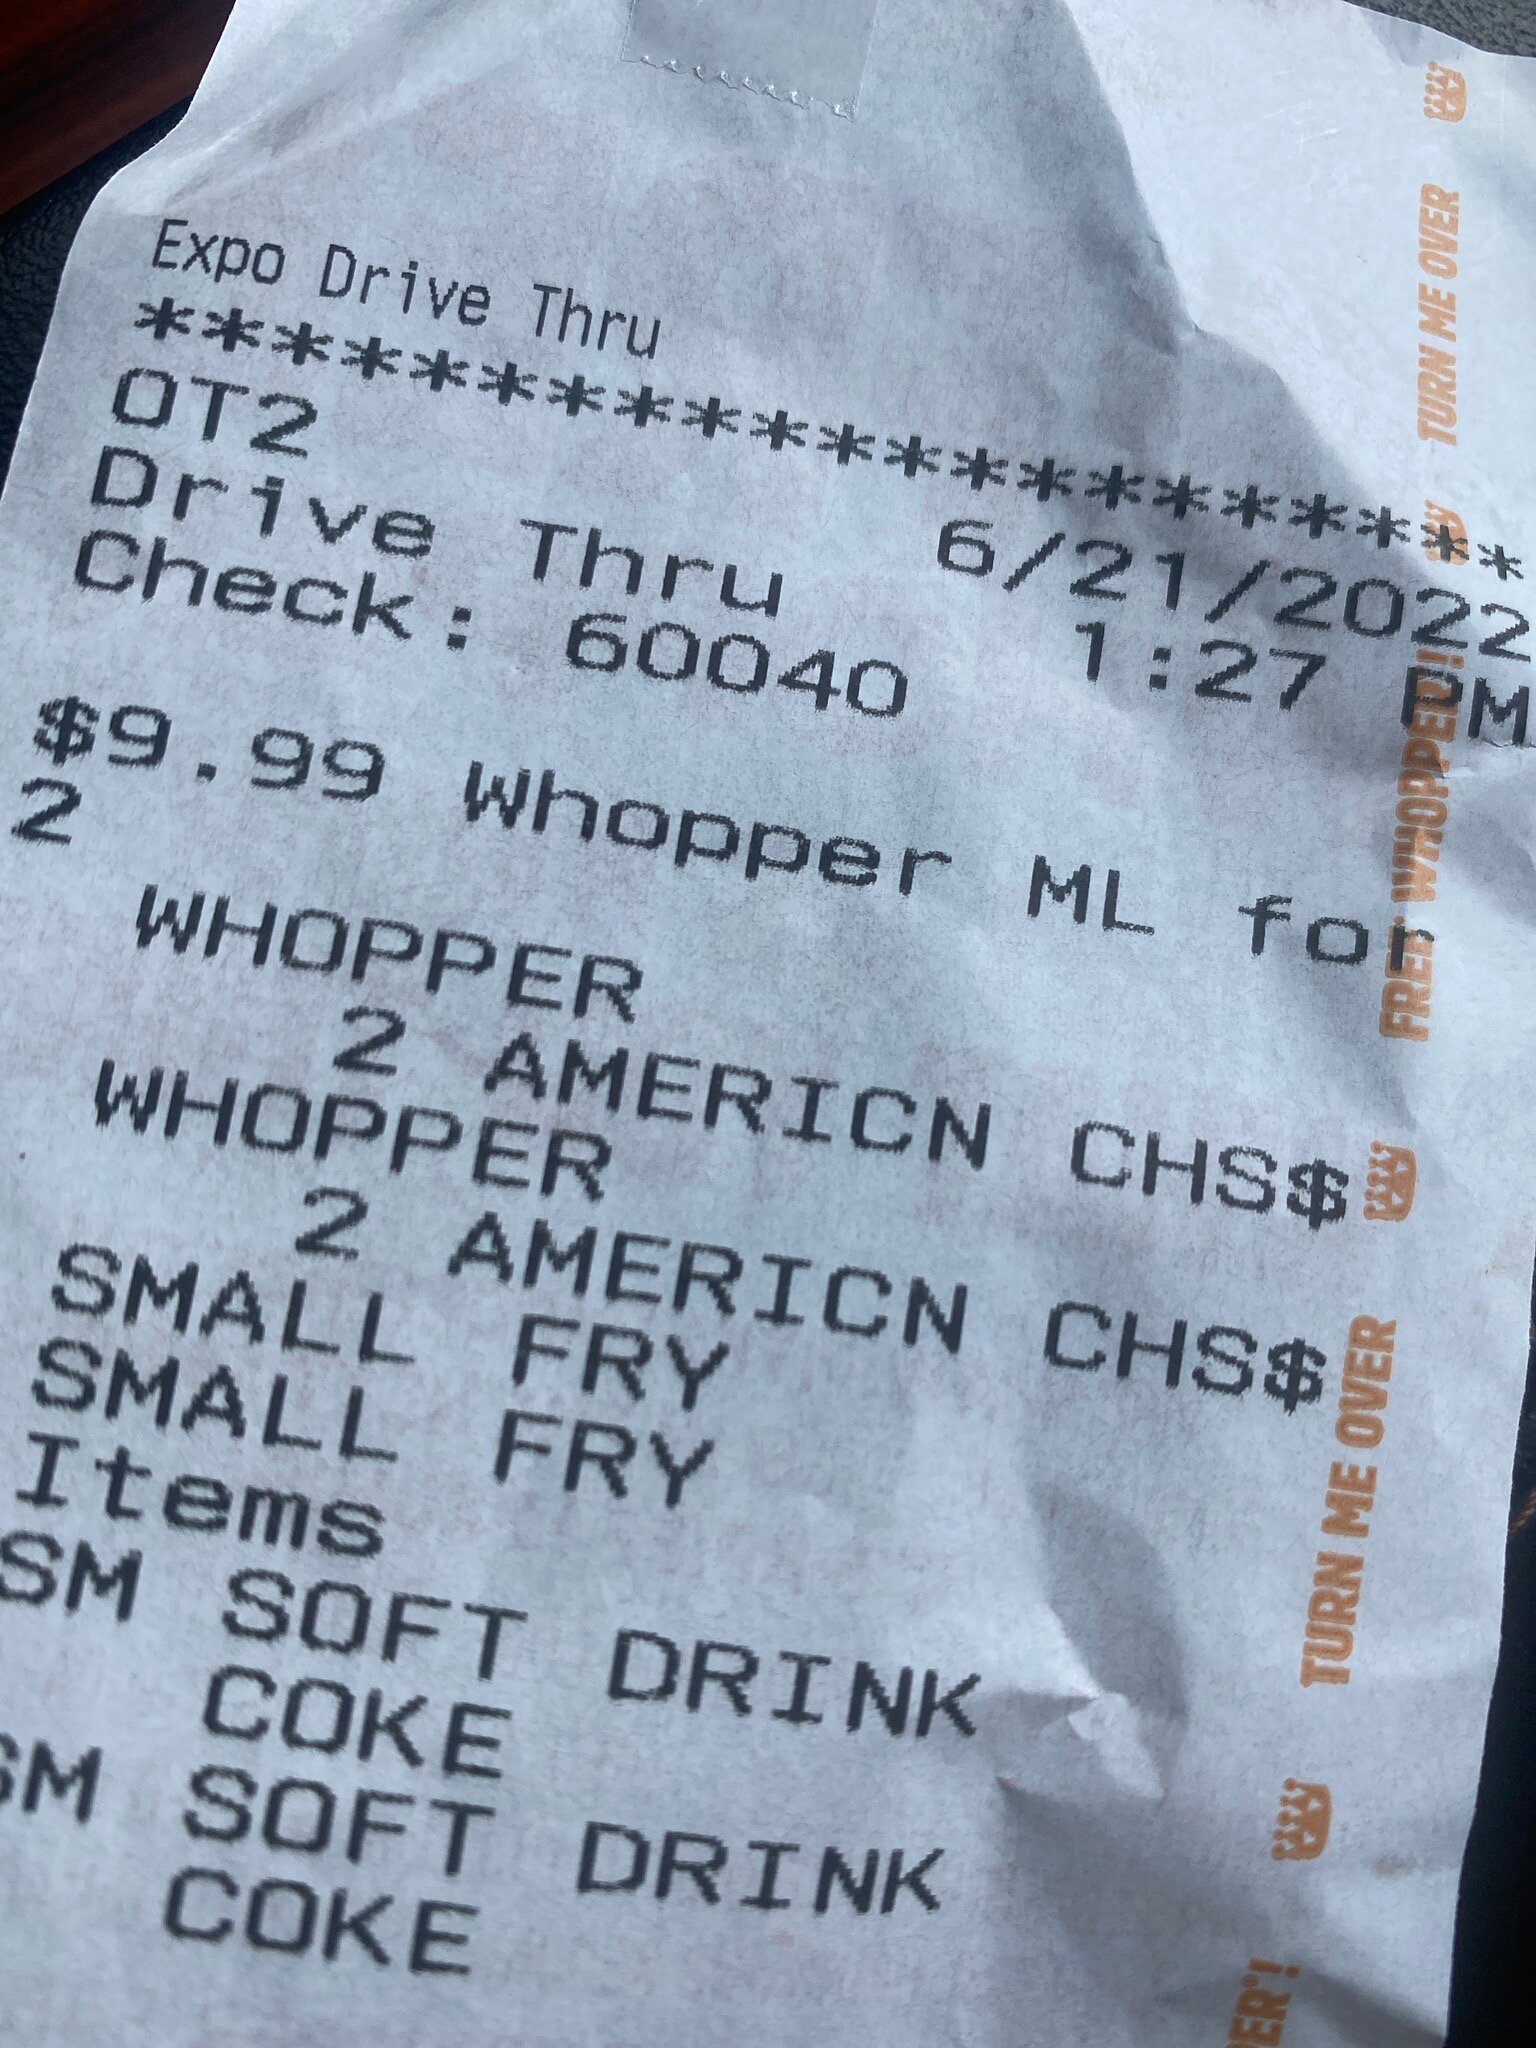 Expo Drive Thru
**********************
OT2
Drive Thru 6/21/2022
Check: 60040 1:27 PM
$9.99 Whopper ML for
2
WHOPPER
2 AMERICN CHS$
WHOPPER
2 AMERICN CHS$
SMALL FRY
SMALL FRY
Items
SM SOFT DRINK
COKE
SM SOFT DRINK
COKE
TURN ME OVER
FREE WHOPPER!
TURN ME OVER